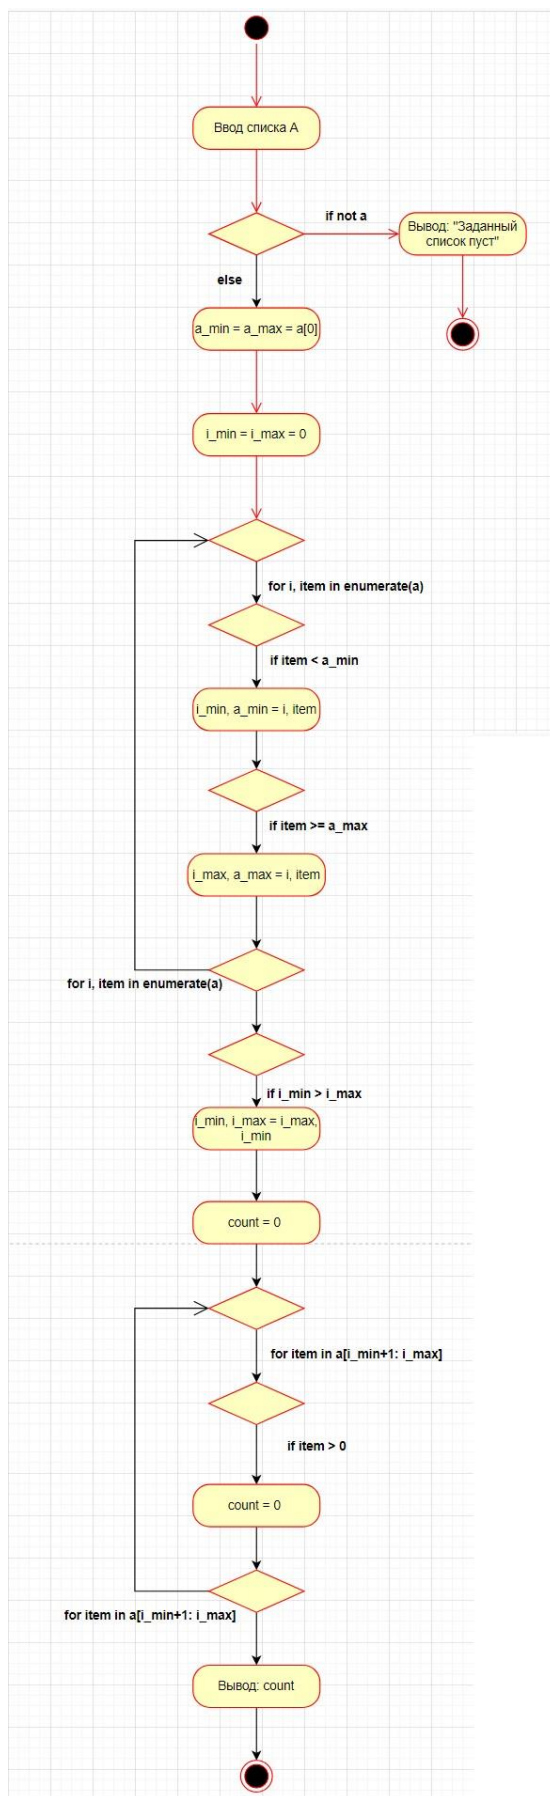 Ввод списка А
if not a
Вывод: "Заданный
список пуст"
else
a_min = a_max = a[0]
i_min = i_max = 0
for i, item in enumerate(a)
if item < a_min
i_min, a_min = i, item
if item >= a_max
i_max, a_max = i, item
for i, item in enumerate(a)
if i_min > i_max
i_min, i_max = i_max,
i_min
count = 0
for item in a[i_min+1: i_max]
if item > 0
count = 0
for item in a[i_min+1: i_max]
Вывод: count